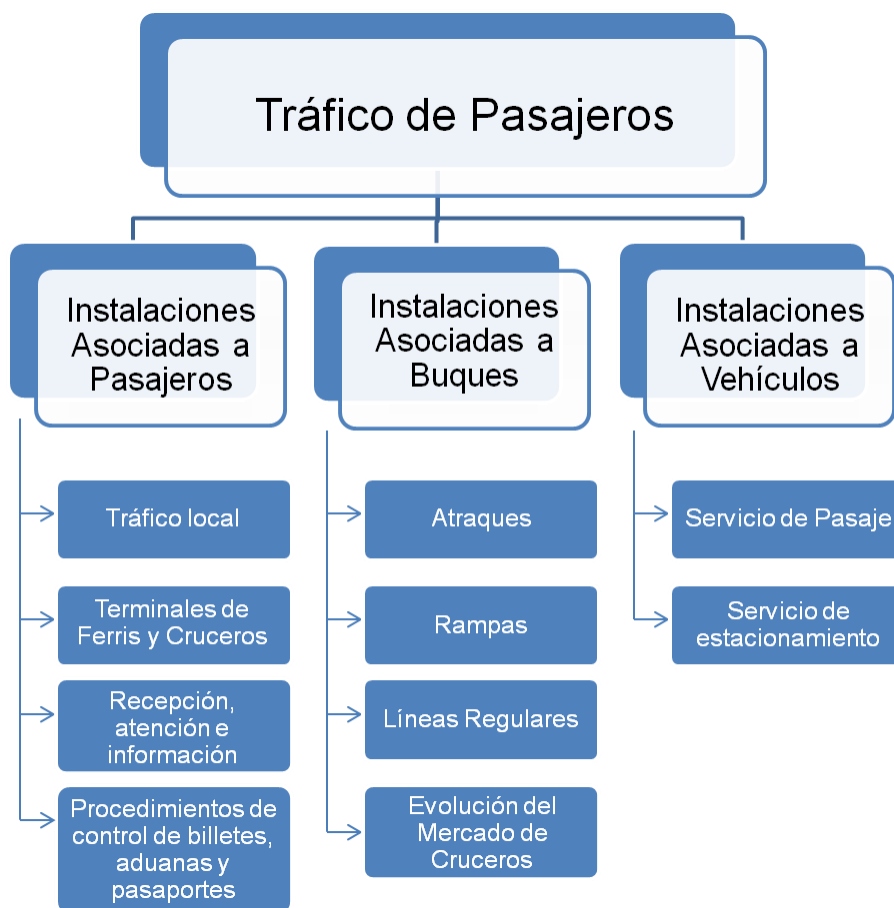 Tráfico de Pasajeros
Instalaciones
Asociadas a
Pasajeros
Tráfico local
Terminales de
Ferris y Cruceros
Recepción,
atención e
información
Procedimientos de
control de billetes,
aduanas y
pasaportes
Instalaciones
Asociadas a
Buques
Atraques
Rampas
Líneas Regulares
Evolución del
Mercado de
Cruceros
Instalaciones
Asociadas a
Vehículos
Servicio de Pasaje
Servicio de
estacionamiento